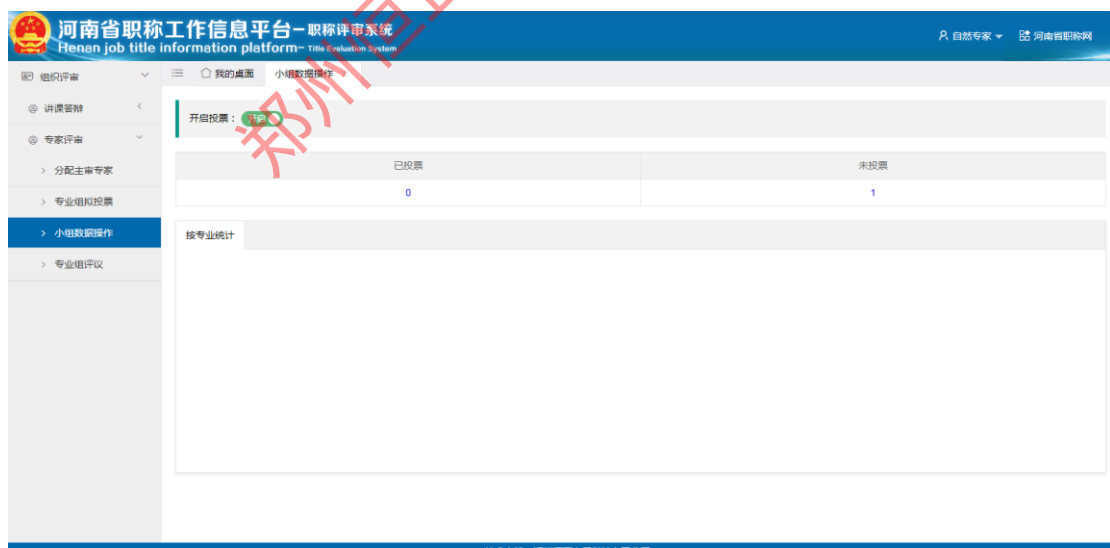 河南省职称工作信息平台-职称评审系统
Henan job title information platform- Title Evaluation System
自然专家
河南省职称网
组织评审
我的桌面
小组数据操作
讲课答辩
开启投票：
开启
专家评审
已投票
未投票
分配主审专家
0
1
专业组拟投票
小组数据操作
按专业统计
专业组评议
郑州恒